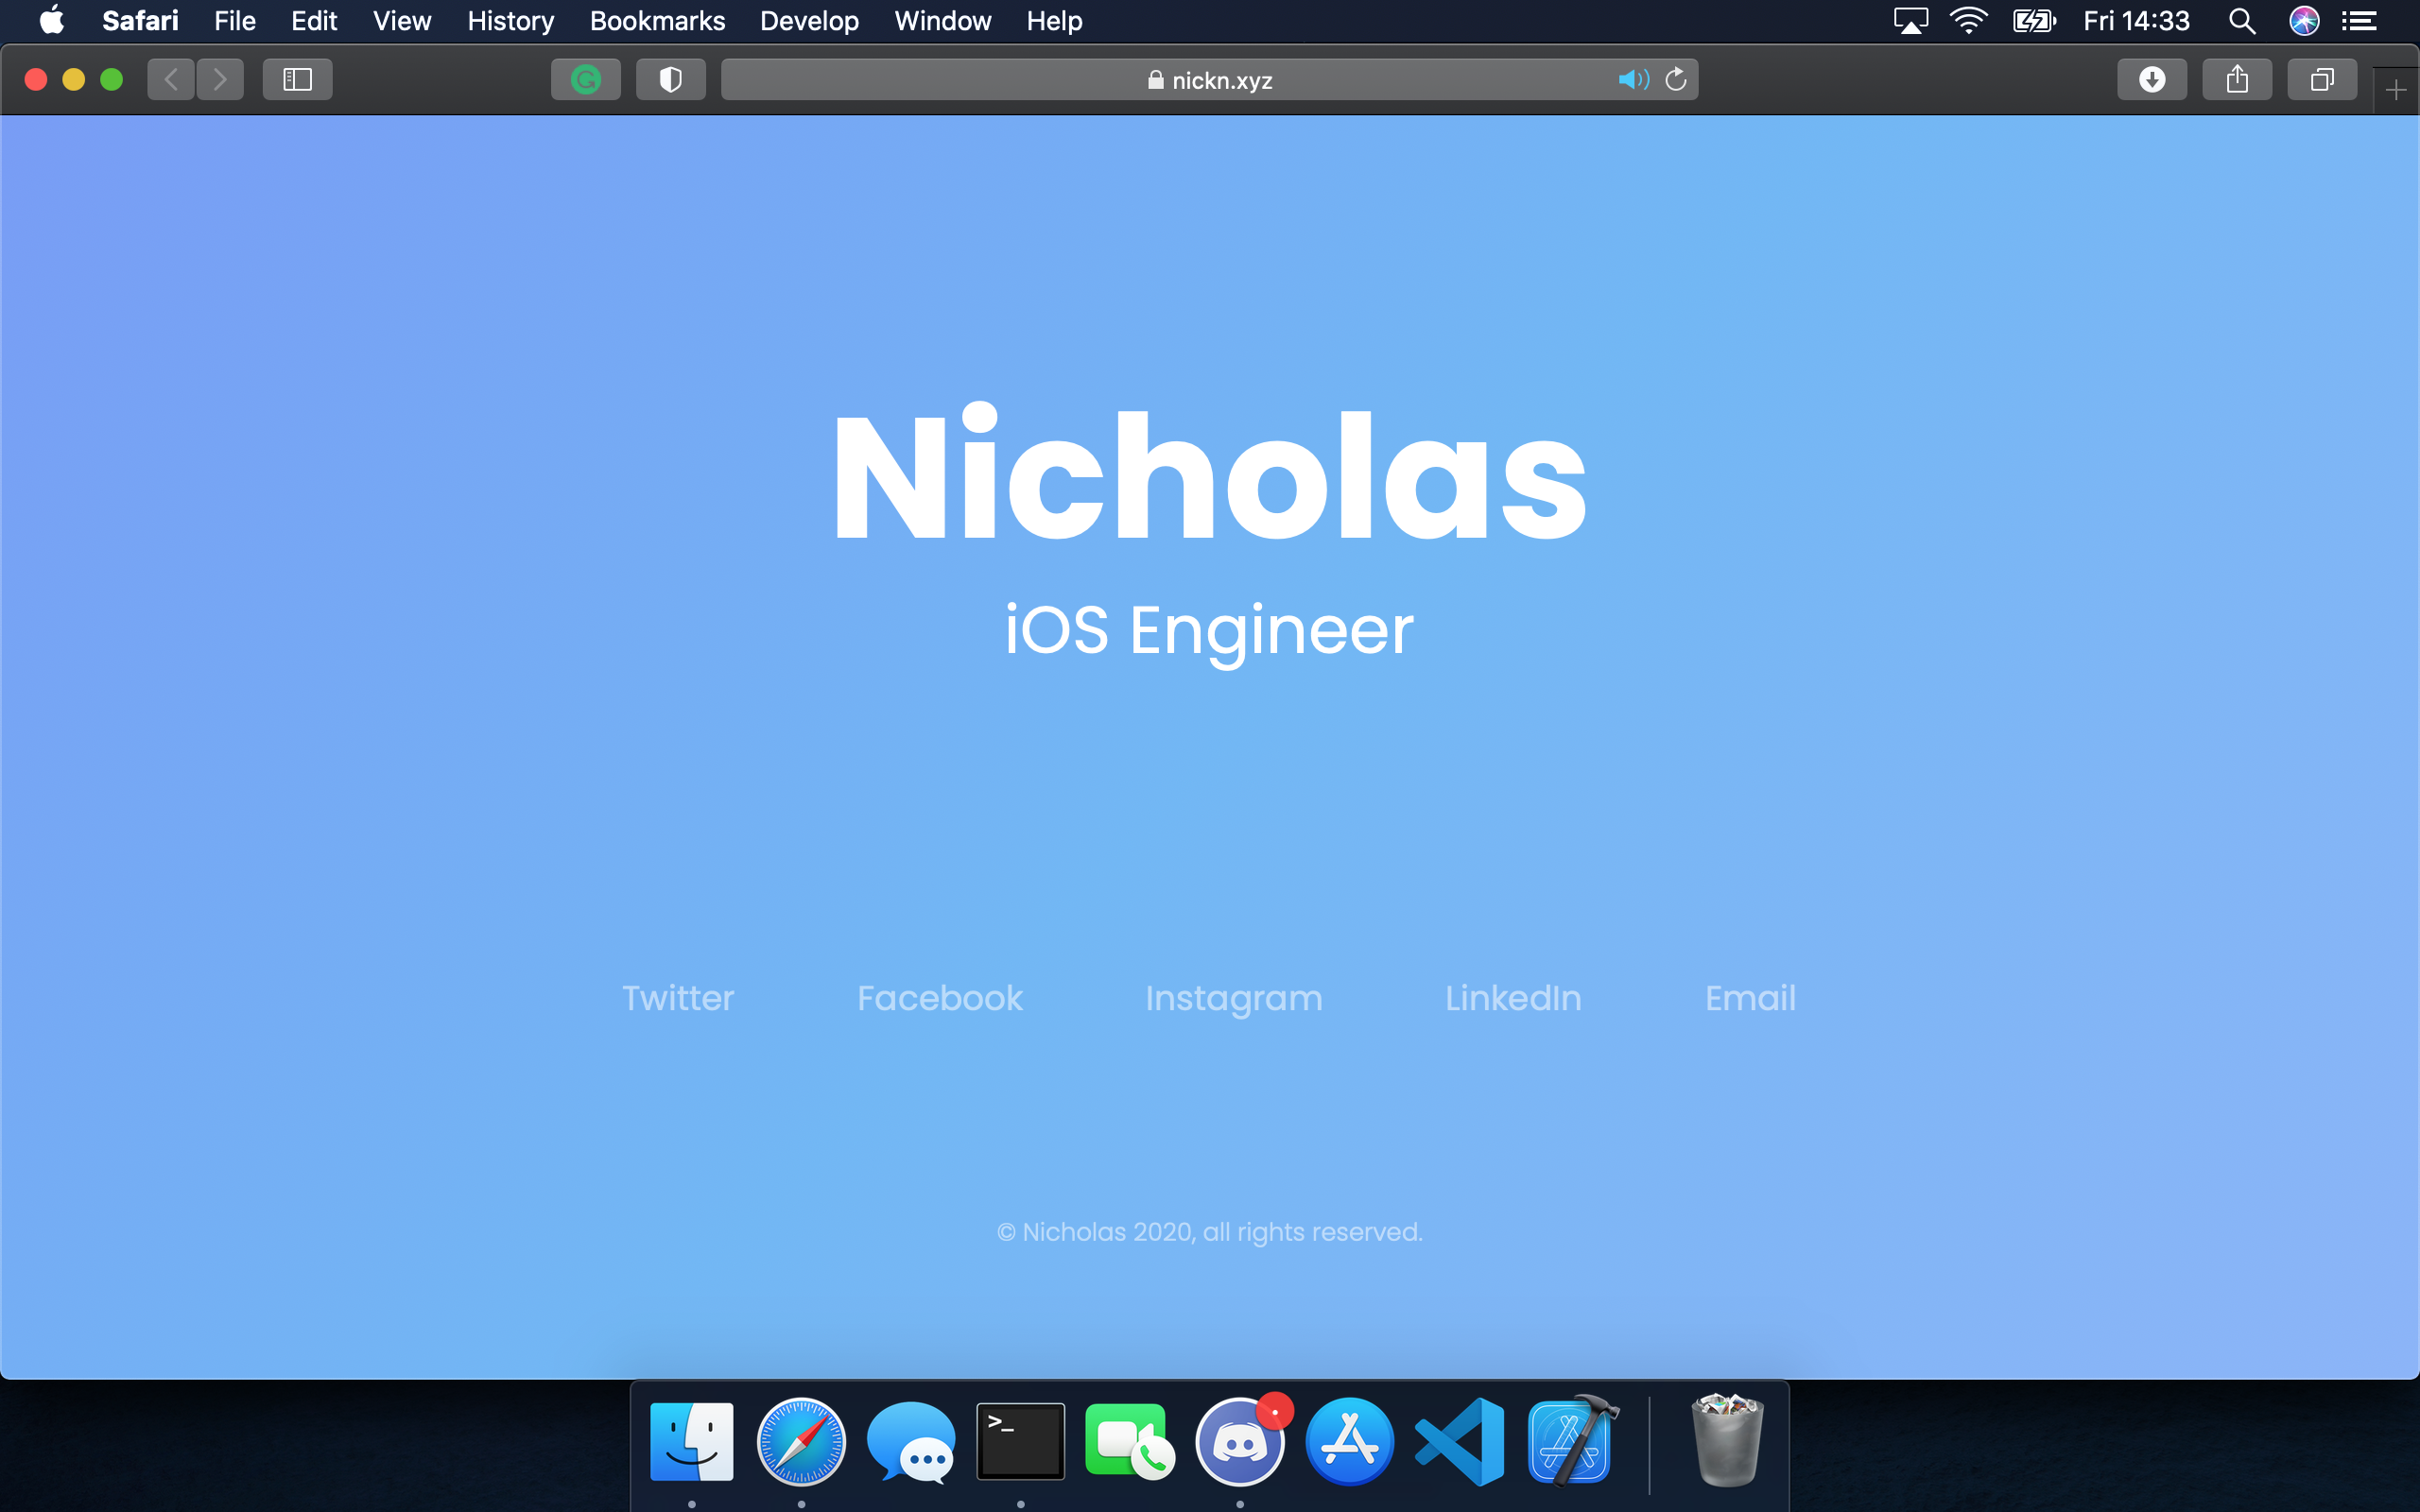 Safari File Edit View History Bookmarks Develop Window Help Fri 14:33
nickn.xyz
Nicholas
iOS Engineer
Twitter Facebook Instagram LinkedIn Email
© Nicholas 2020, all rights reserved.
>_